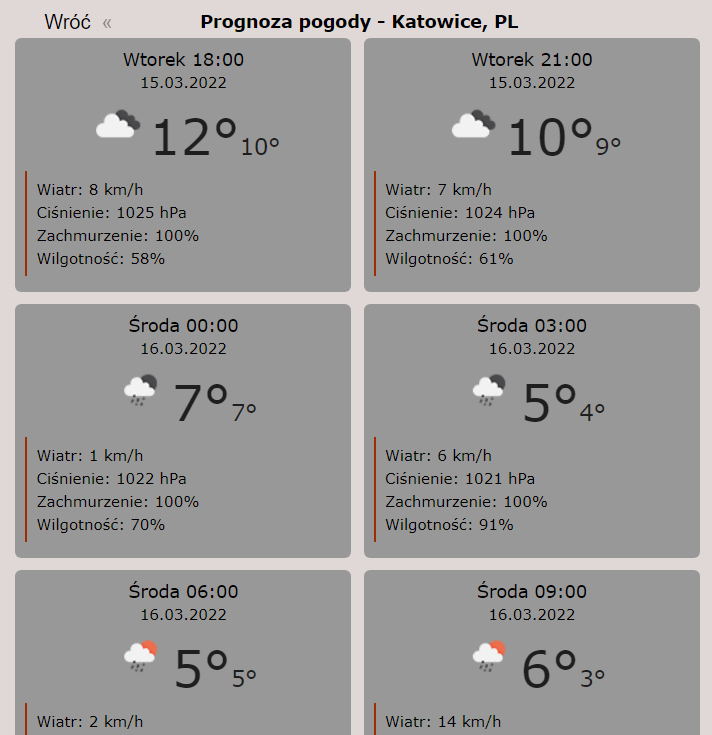 Wróć «
Prognoza pogody - Katowice, PL
Wtorek 18:00
15.03.2022
12° 10°
Wiatr: 8 km/h
Ciśnienie: 1025 hPa
Zachmurzenie: 100%
Wilgotność: 58%
Wtorek 21:00
15.03.2022
10° 9°
Wiatr: 7 km/h
Ciśnienie: 1024 hPa
Zachmurzenie: 100%
Wilgotność: 61%
Środa 00:00
16.03.2022
7° 7°
Wiatr: 1 km/h
Ciśnienie: 1022 hPa
Zachmurzenie: 100%
Wilgotność: 70%
Środa 03:00
16.03.2022
5° 4°
Wiatr: 6 km/h
Ciśnienie: 1021 hPa
Zachmurzenie: 100%
Wilgotność: 91%
Środa 06:00
16.03.2022
5° 5°
Wiatr: 2 km/h
Środa 09:00
16.03.2022
6° 3°
Wiatr: 14 km/h